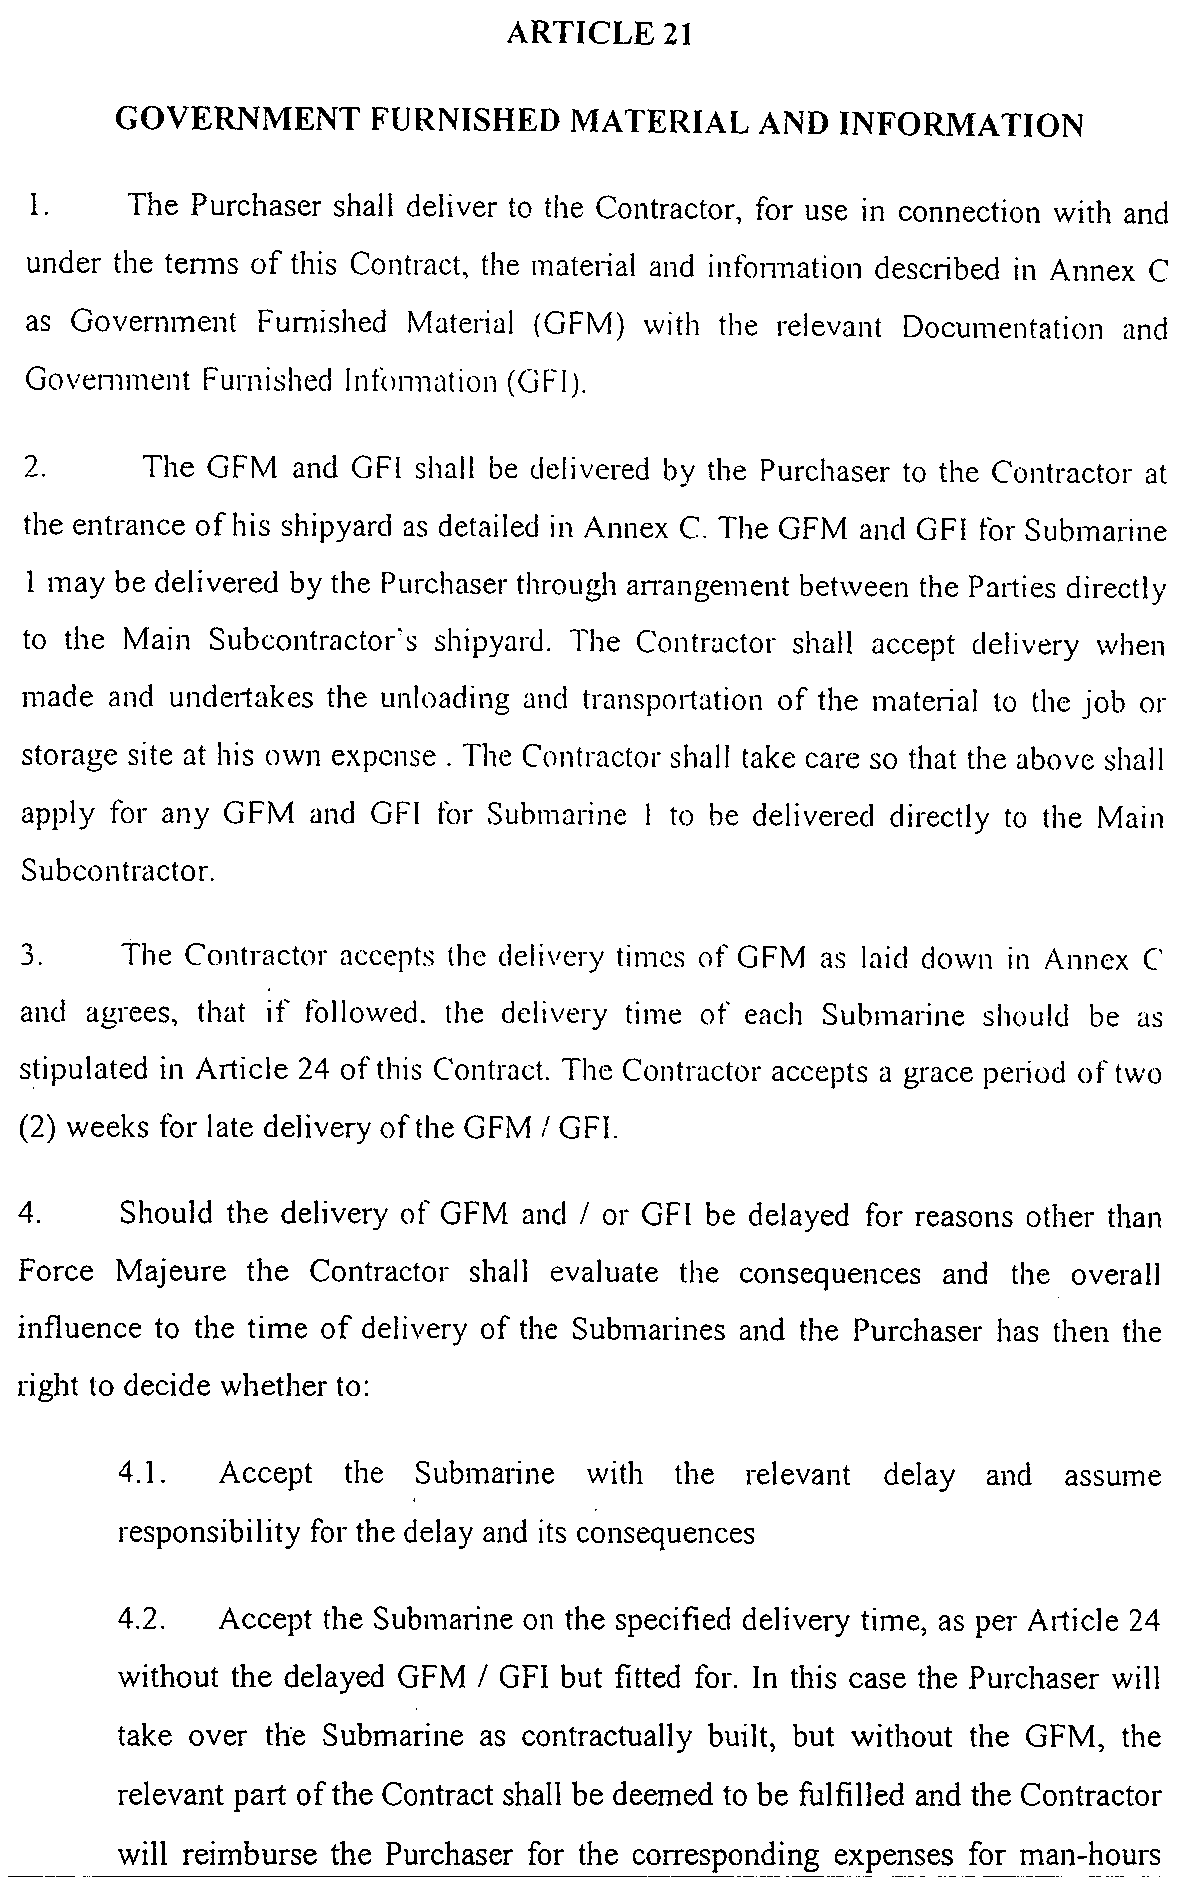 ARTICLE 21
GOVERNMENT FURNISHED MATERIAL AND INFORMATION
1. The Purchaser shall deliver to the Contractor, for use in connection with and
under the terms of this Contract, the material and information described in Annex C
as Government Furnished Material (GFM) with the relevant Documentation and
Government Furnished Information (GFI).
2. The GFM and GFI shall be delivered by the Purchaser to the Contractor at
the entrance of his shipyard as detailed in Annex C. The GFM and GFI for Submarine
1 may be delivered by the Purchaser through arrangement between the Parties directly
to the Main Subcontractor's shipyard. The Contractor shall accept delivery when
made and undertakes the unloading and transportation of the material to the job or
storage site at his own expense . The Contractor shall take care so that the above shall
apply for any GFM and GFI for Submarine 1 to be delivered directly to the Main
Subcontractor.
3. The Contractor accepts the delivery times of GFM as laid down in Annex C
and agrees, that if followed. the delivery time of each Submarine should be as
stipulated in Article 24 of this Contract. The Contractor accepts a grace period of two
(2) weeks for late delivery of the GFM / GFI.
4. Should the delivery of GFM and / or GFI be delayed for reasons other than
Force Majeure the Contractor shall evaluate the consequences and the overall
influence to the time of delivery of the Submarines and the Purchaser has then the
right to decide whether to:
4.1. Accept the Submarine with the relevant delay and assume
responsibility for the delay and its consequences
4.2. Accept the Submarine on the specified delivery time, as per Article 24
without the delayed GFM / GFI but fitted for. In this case the Purchaser will
take over the Submarine as contractually built, but without the GFM, the
relevant part of the Contract shall be deemed to be fulfilled and the Contractor
will reimburse the Purchaser for the corresponding expenses for man-hours